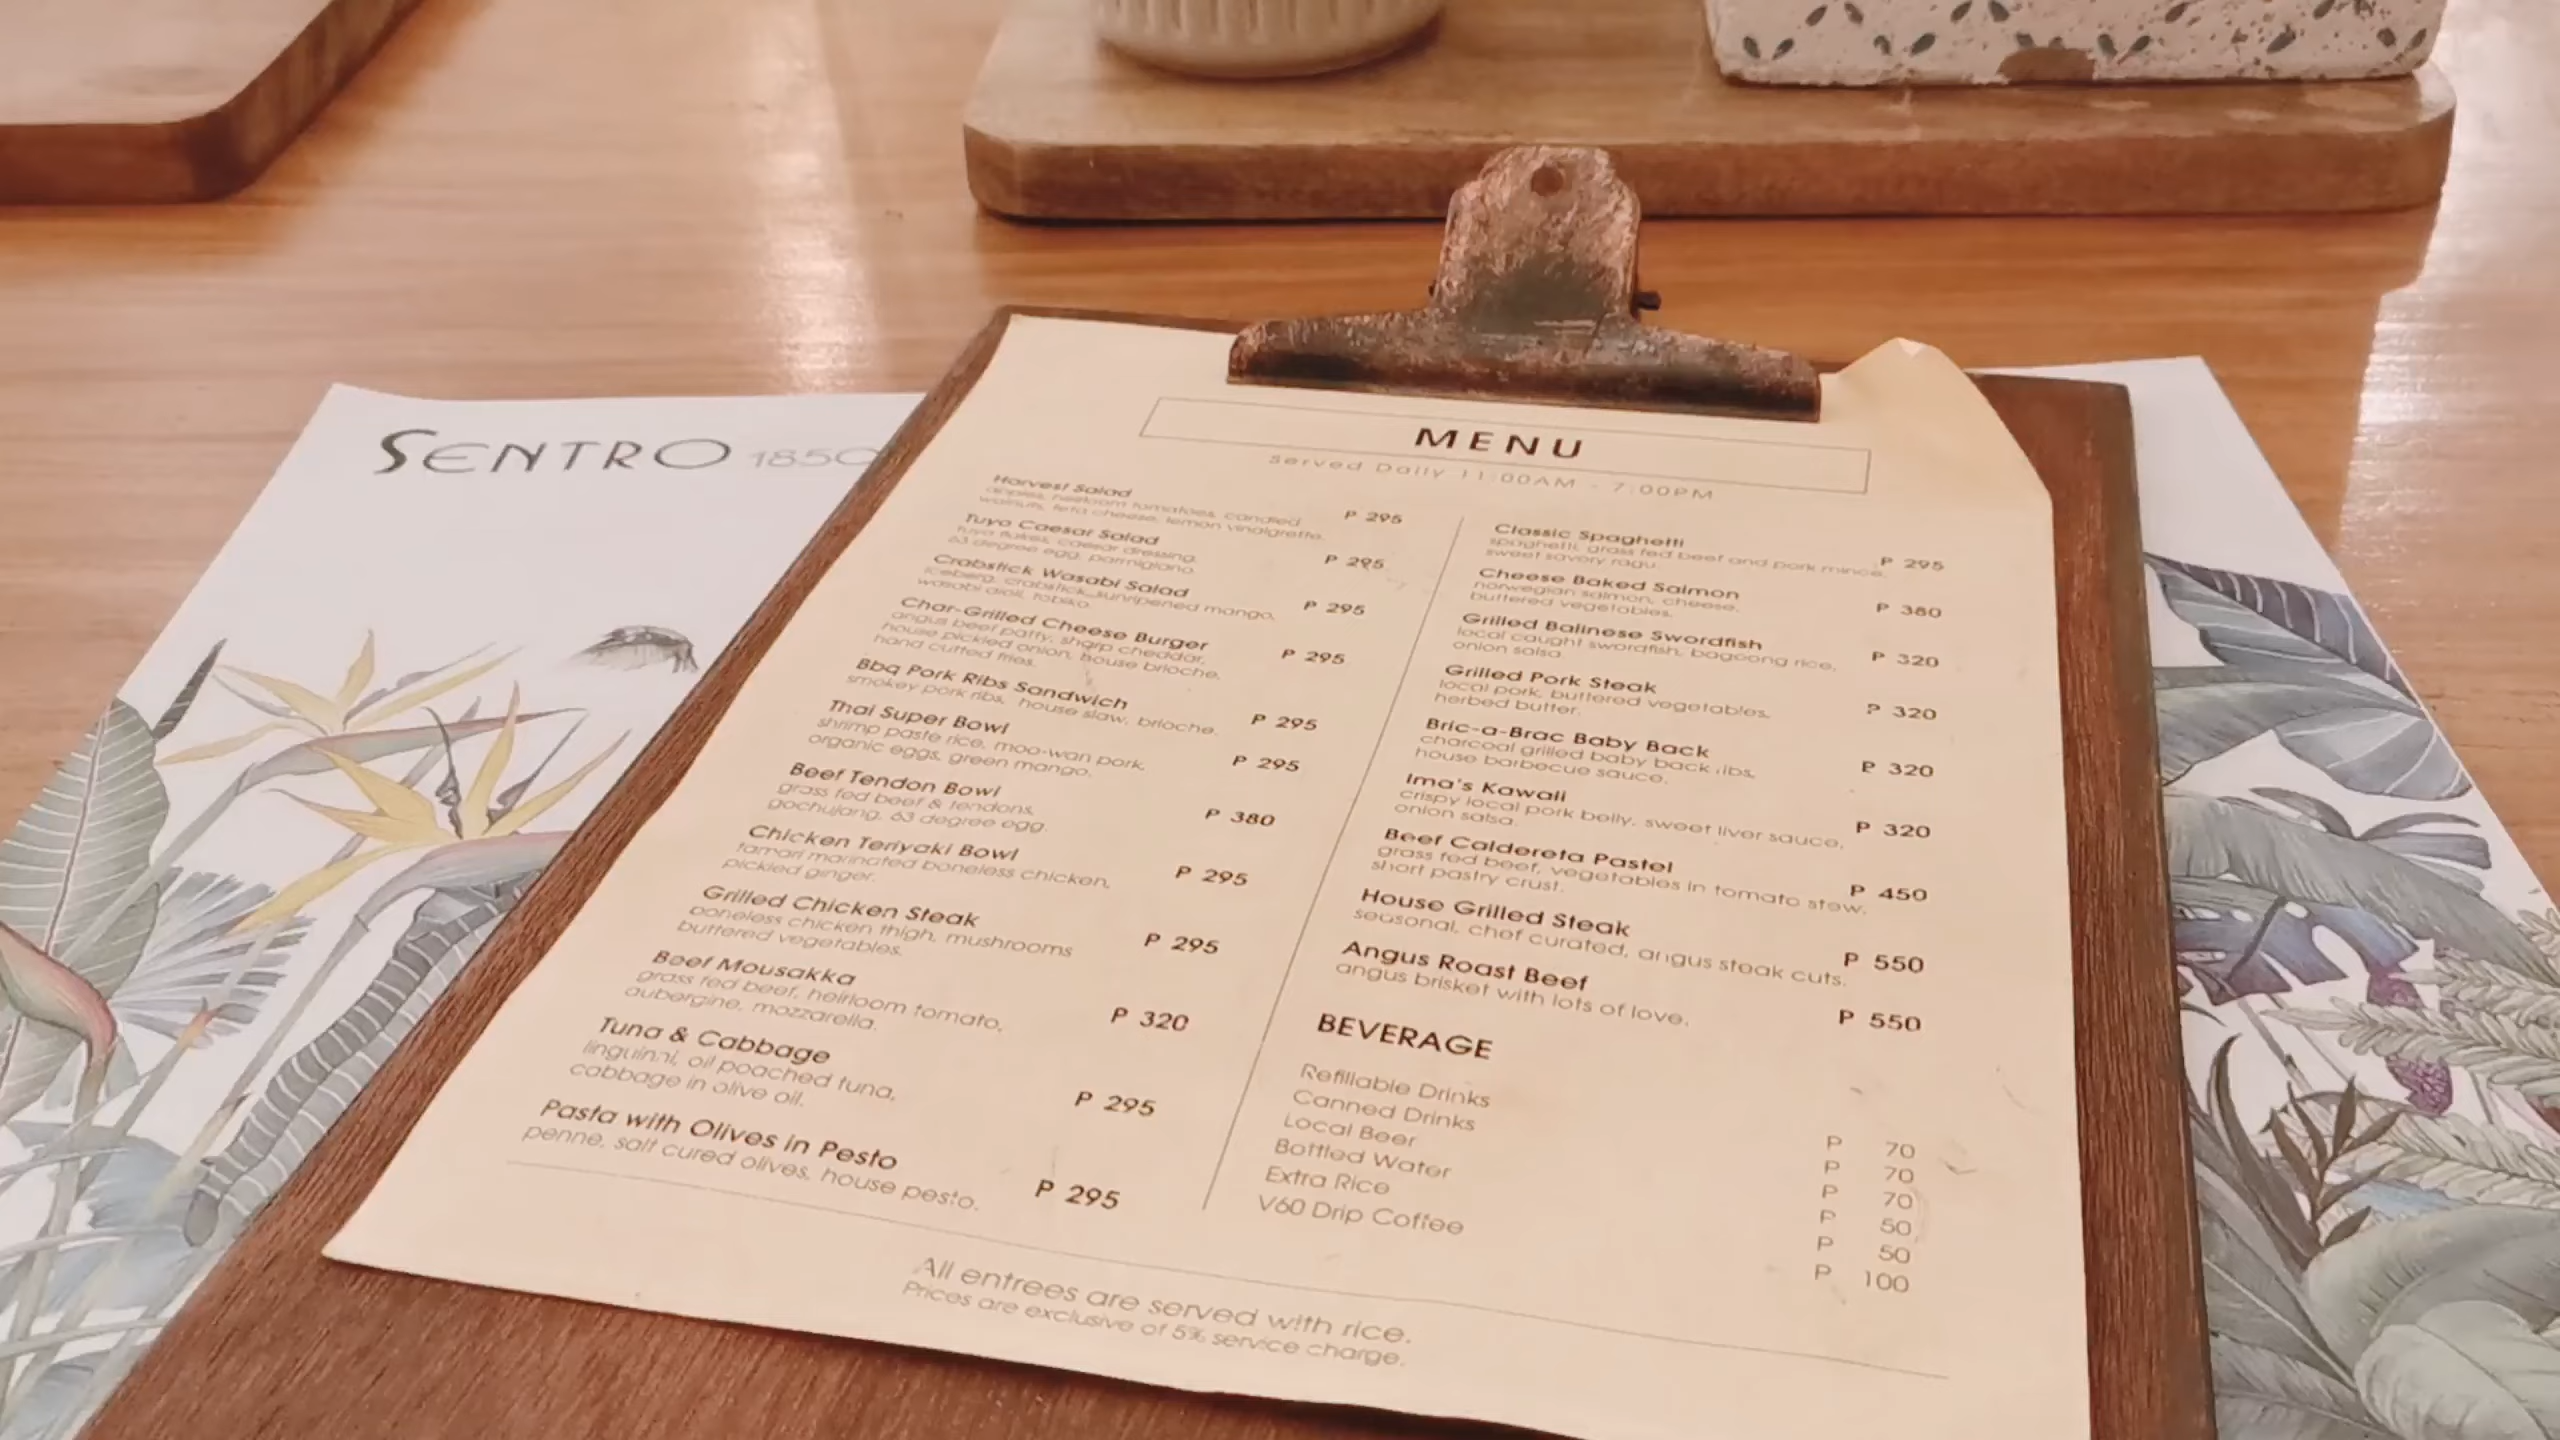 SENTRO 1850
MENU
Served Daily 11:00AM - 7:00PM
Harvest Salad
apples, heirloom tomatoes, candied
walnuts, feta cheese, lemon vinaigrette.
P 295
Tuyo Caesar Salad
tuyo flakes, caesar dressing,
63 degree egg, parmigiano.
P 295
Crabstick Wasabi Salad
iceberg, crabstick, sunripened mango,
wasabi aioli, tobiko.
P 295
Char-Grilled Cheese Burger
angus beef patty, sharp cheddar,
house pickled onion, house brioche,
hand cutted fries.
P 295
Bbq Pork Ribs Sandwich
smokey pork ribs, house slaw, brioche.
P 295
Thai Super Bowl
shrimp paste rice, moo-wan pork,
organic eggs, green mango.
P 295
Beef Tendon Bowl
grass fed beef & tendons,
gochujang, 63 degree egg.
P 380
Chicken Teriyaki Bowl
tamari marinated boneless chicken,
pickled ginger.
P 295
Grilled Chicken Steak
boneless chicken thigh, mushrooms
buttered vegetables.
P 295
Beef Mousakka
grass fed beef, heirloom tomato,
aubergine, mozzarella.
P 320
Tuna & Cabbage
linguinni, oil poached tuna,
cabbage in olive oil.
P 295
Pasta with Olives in Pesto
penne, salt cured olives, house pesto.
P 295
Classic Spaghetti
spaghetti, grass fed beef and pork mince,
sweet savory ragu.
P 295
Cheese Baked Salmon
norwegian salmon, cheese,
buttered vegetables.
P 380
Grilled Balinese Swordfish
local caught swordfish, bagoong rice,
onion salsa.
P 320
Grilled Pork Steak
local pork, buttered vegetables,
herbed butter.
P 320
Bric-a-Brac Baby Back
charcoal grilled baby back ribs,
house barbecue sauce.
P 320
Ima's Kawali
crispy local pork belly, sweet liver sauce,
onion salsa.
P 320
Beef Caldereta Pastel
grass fed beef, vegetables in tomato stew,
short pastry crust.
P 450
House Grilled Steak
seasonal, chef curated, angus steak cuts.
P 550
Angus Roast Beef
angus brisket with lots of love.
P 550
BEVERAGE
Refillable Drinks P 70
Canned Drinks P 70
Local Beer P 70
Bottled Water P 50
Extra Rice P 50
V60 Drip Coffee P 100
All entrees are served with rice.
Prices are exclusive of 5% service charge.